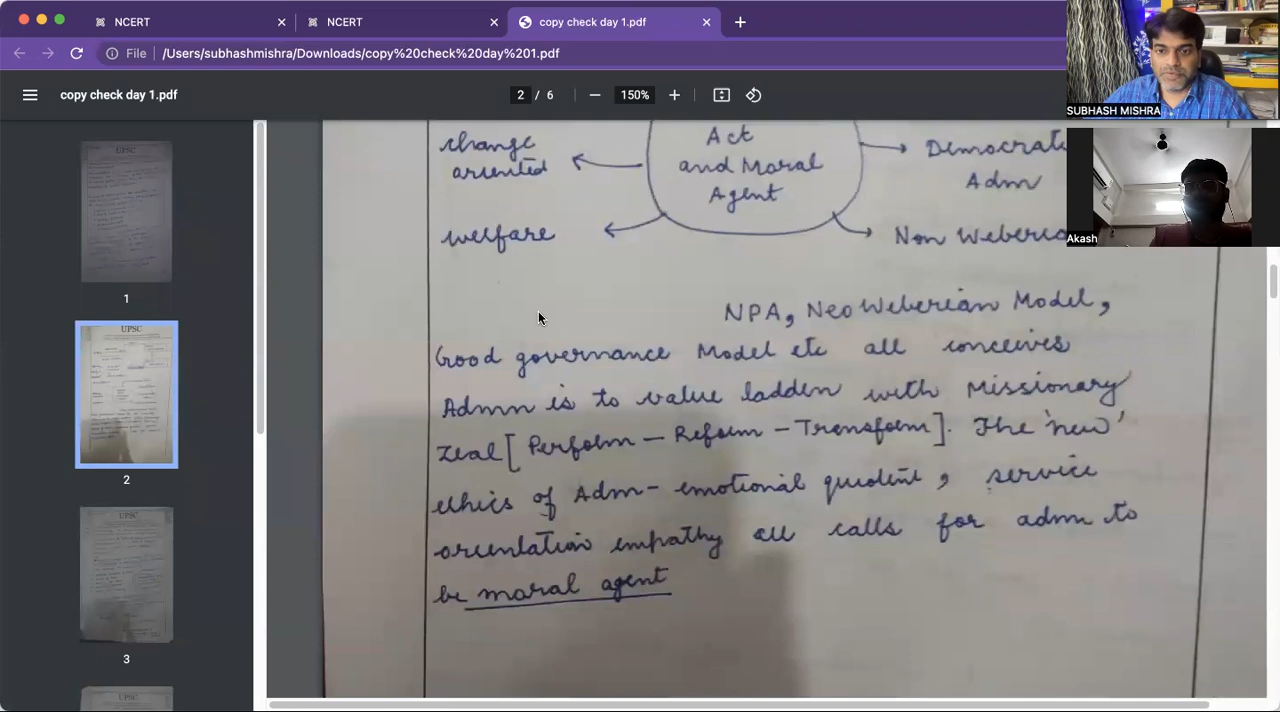 NCERT
NCERT
copy check day 1.pdf
File
/Users/subhashmishra/Downloads/copy%20check%20day%201.pdf
copy check day 1.pdf
2 / 6
150%
SUBHASH MISHRA
Akash
UPSC
1
UPSC
2
UPSC
3
UPSC
change
oriented
welfare
Act
and Moral
Agent
Democrati
Adm
Non Weberia
NPA, Neo Weberian Model,
Good governance Model etc all conceives
Admn is to value ladden with Missionary
zeal [Perform - Reform - Transform]. The 'new'
ethics of Adm - emotional quotient, service
orientation empathy all calls for adm to
be moral agent